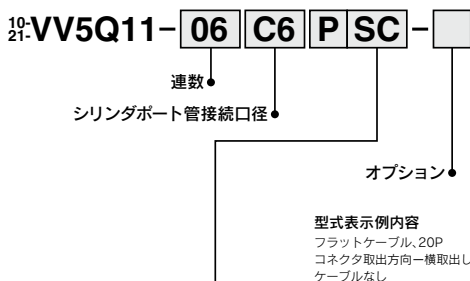 10-
21-VV5Q11-06 C6 P SC-
連数
シリンダポート管接続口径
オプション
型式表示例内容
フラットケーブル、20P
コネクタ取出方向ー横取出し
ケーブルなし